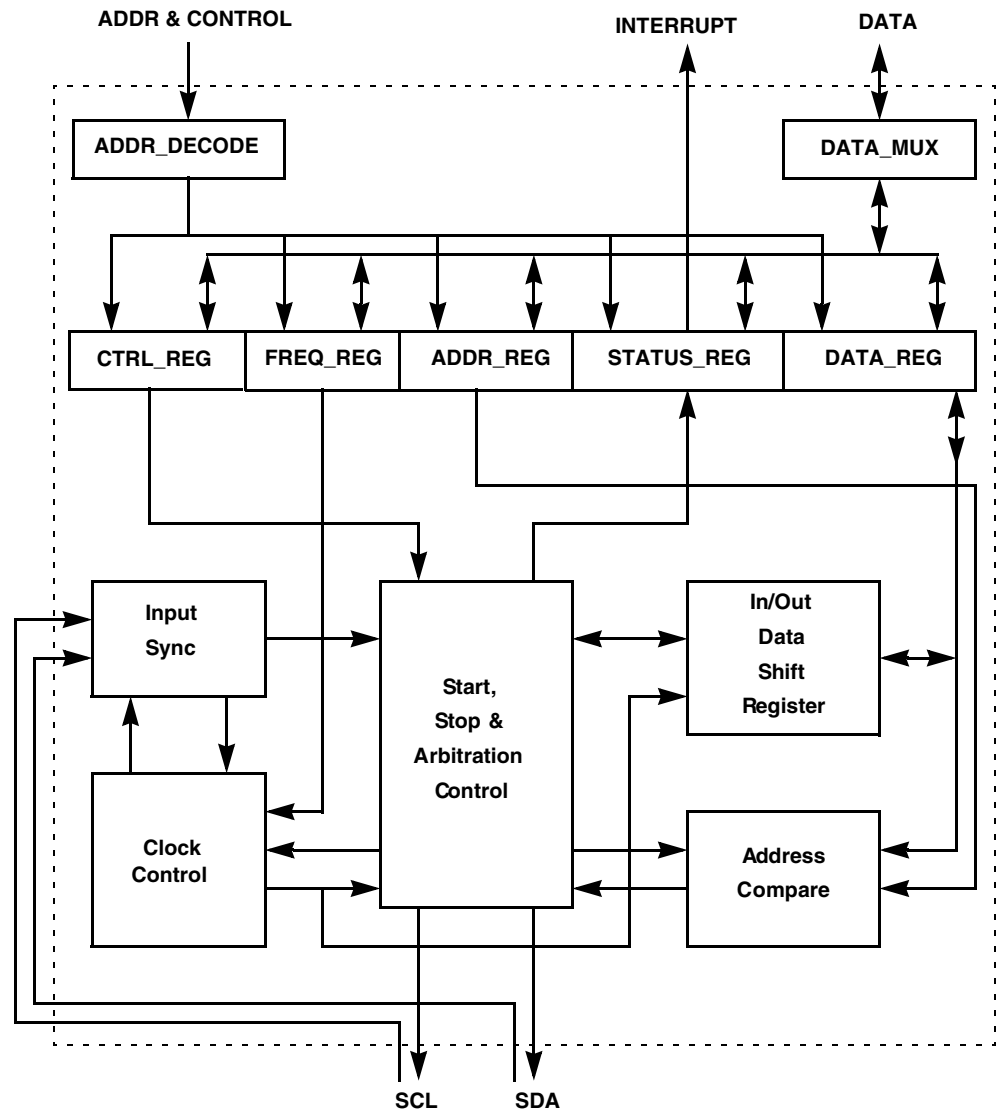 ADDR & CONTROL
INTERRUPT
DATA
ADDR_DECODE
DATA_MUX
CTRL_REG
FREQ_REG
ADDR_REG
STATUS_REG
DATA_REG
Input
Sync
Start,
Stop &
Arbitration
Control
In/Out
Data
Shift
Register
Clock
Control
Address
Compare
SCL
SDA